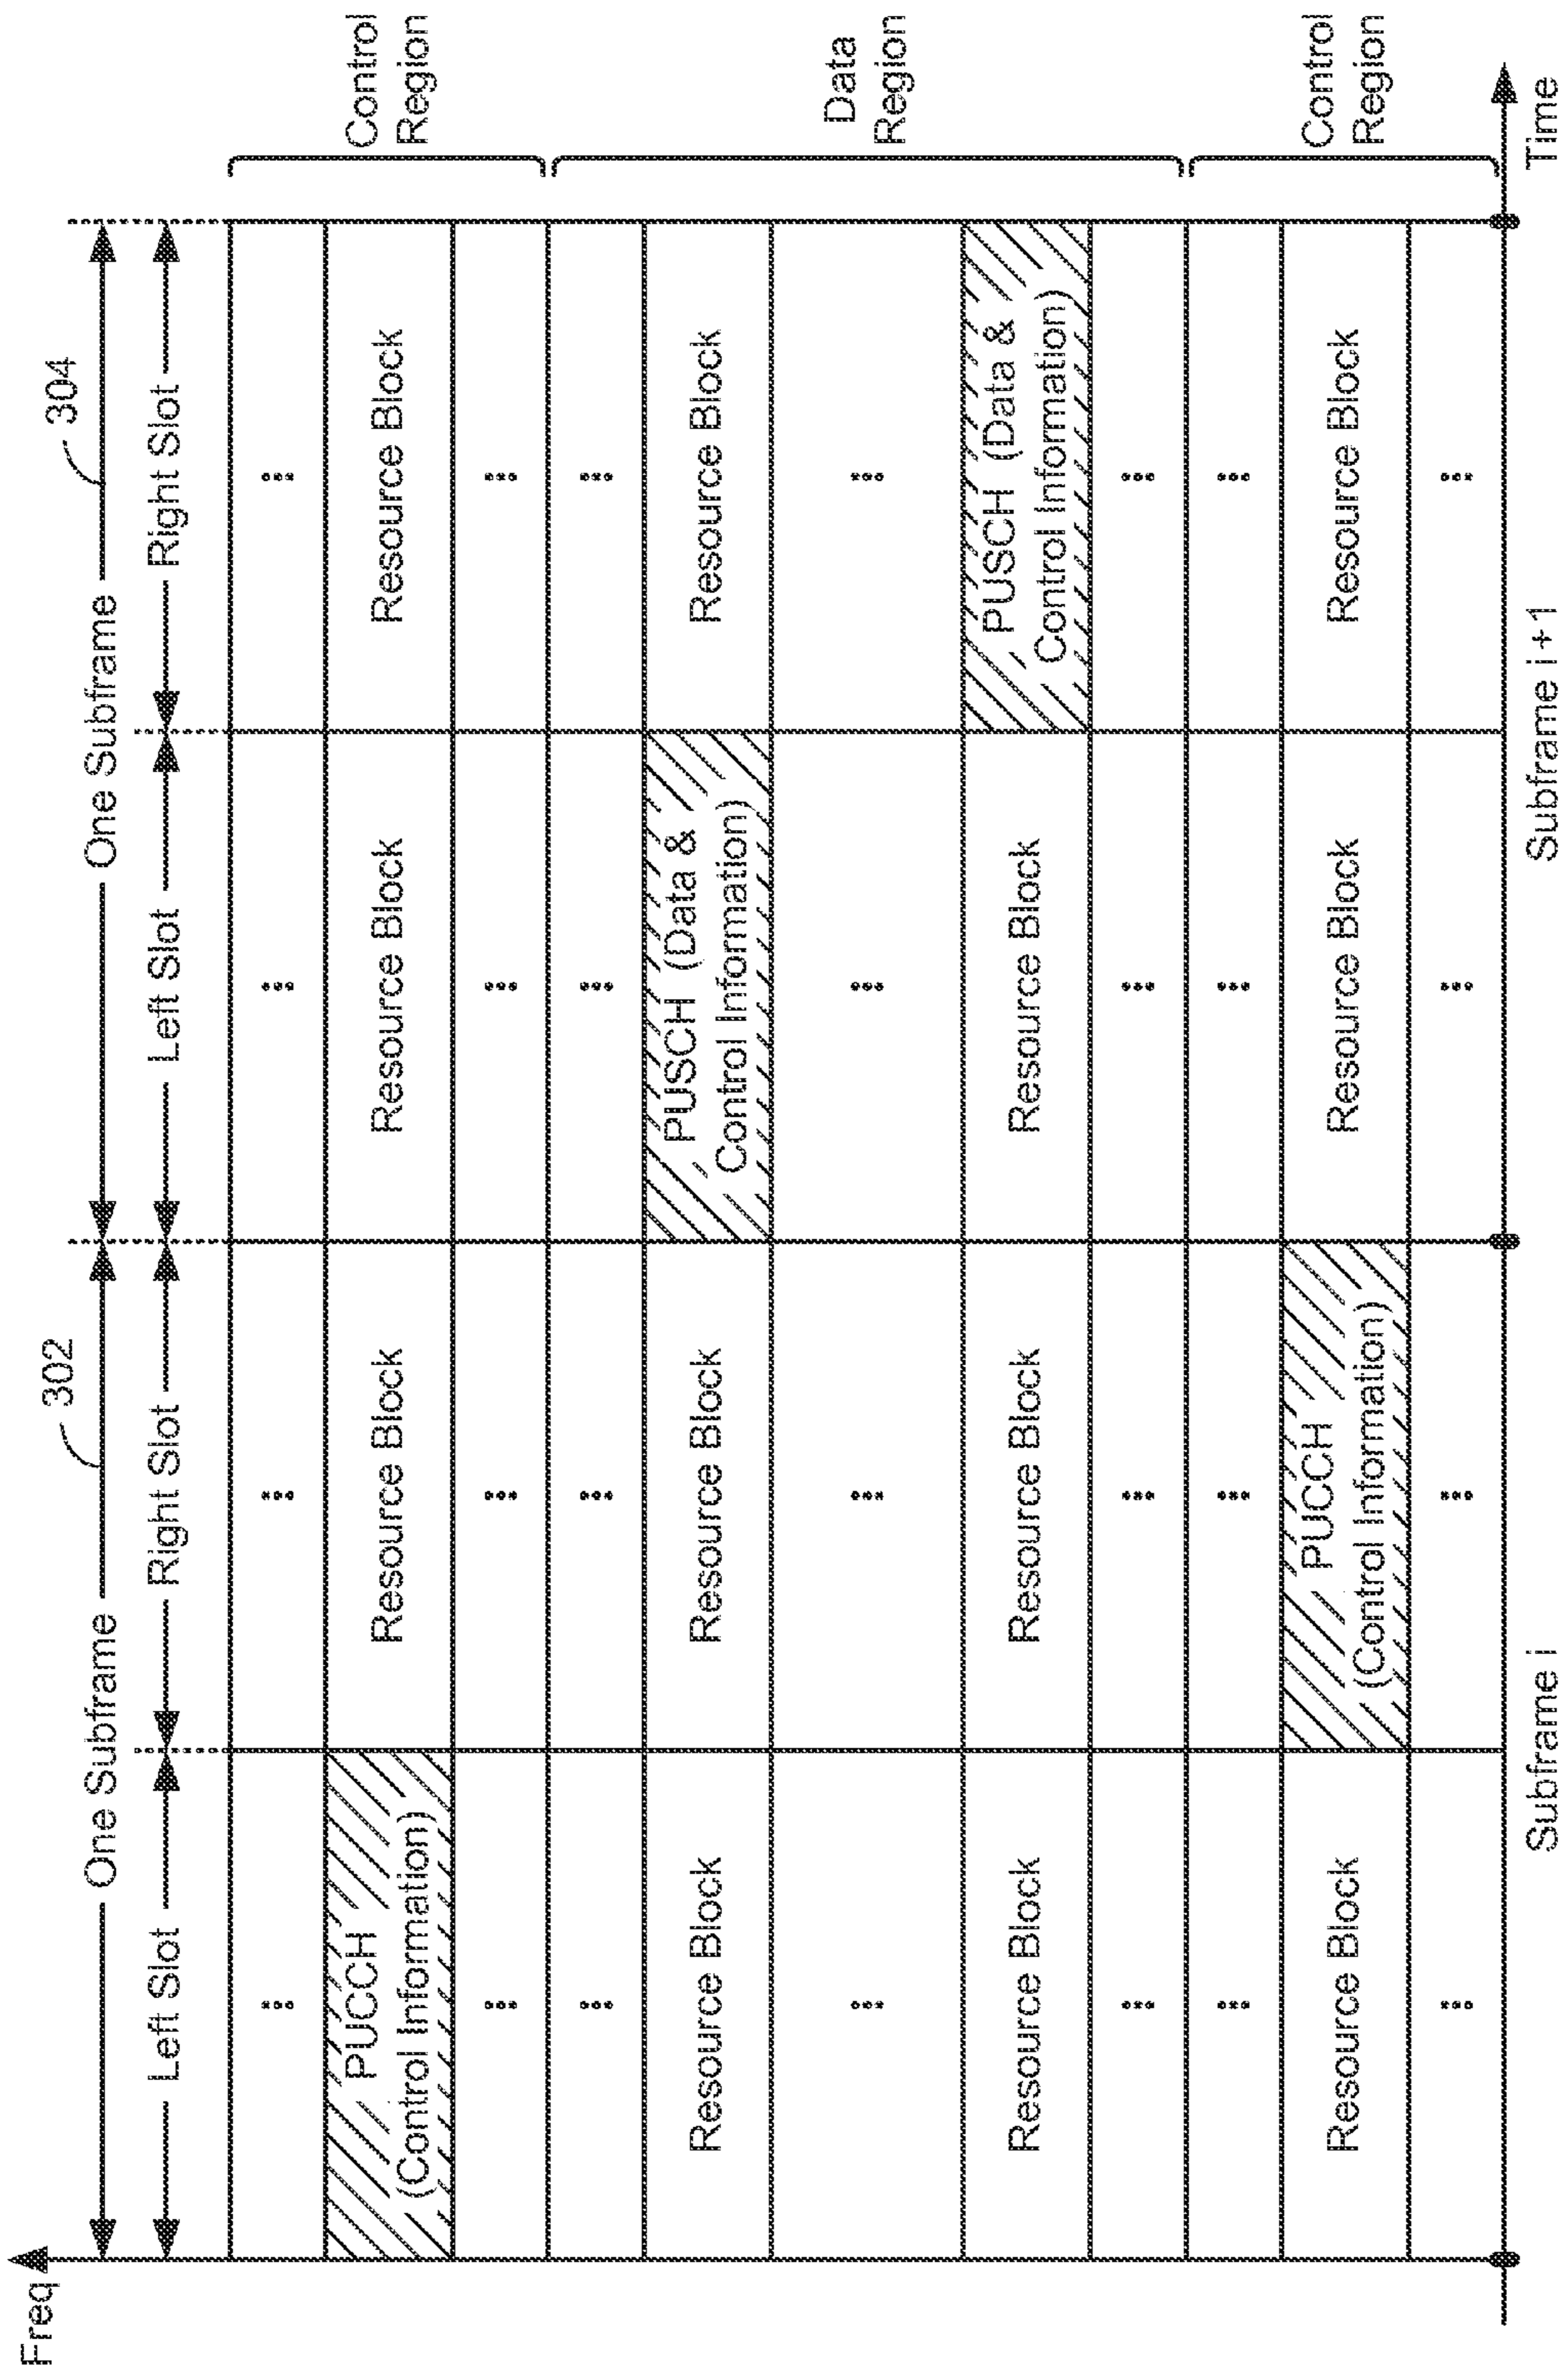 Freq
302
304
One Subframe
One Subframe
Left Slot
Right Slot
Left Slot
Right Slot
PUCCH
(Control Information)
Resource Block
Resource Block
Resource Block
Control
Region
Resource Block
Resource Block
PUSCH (Data &
Control Information)
Resource Block
Data
Region
Resource Block
Resource Block
Resource Block
PUSCH (Data &
Control Information)
Resource Block
PUCCH
(Control Information)
Resource Block
Resource Block
Control
Region
Subframe i
Subframe i+1
Time